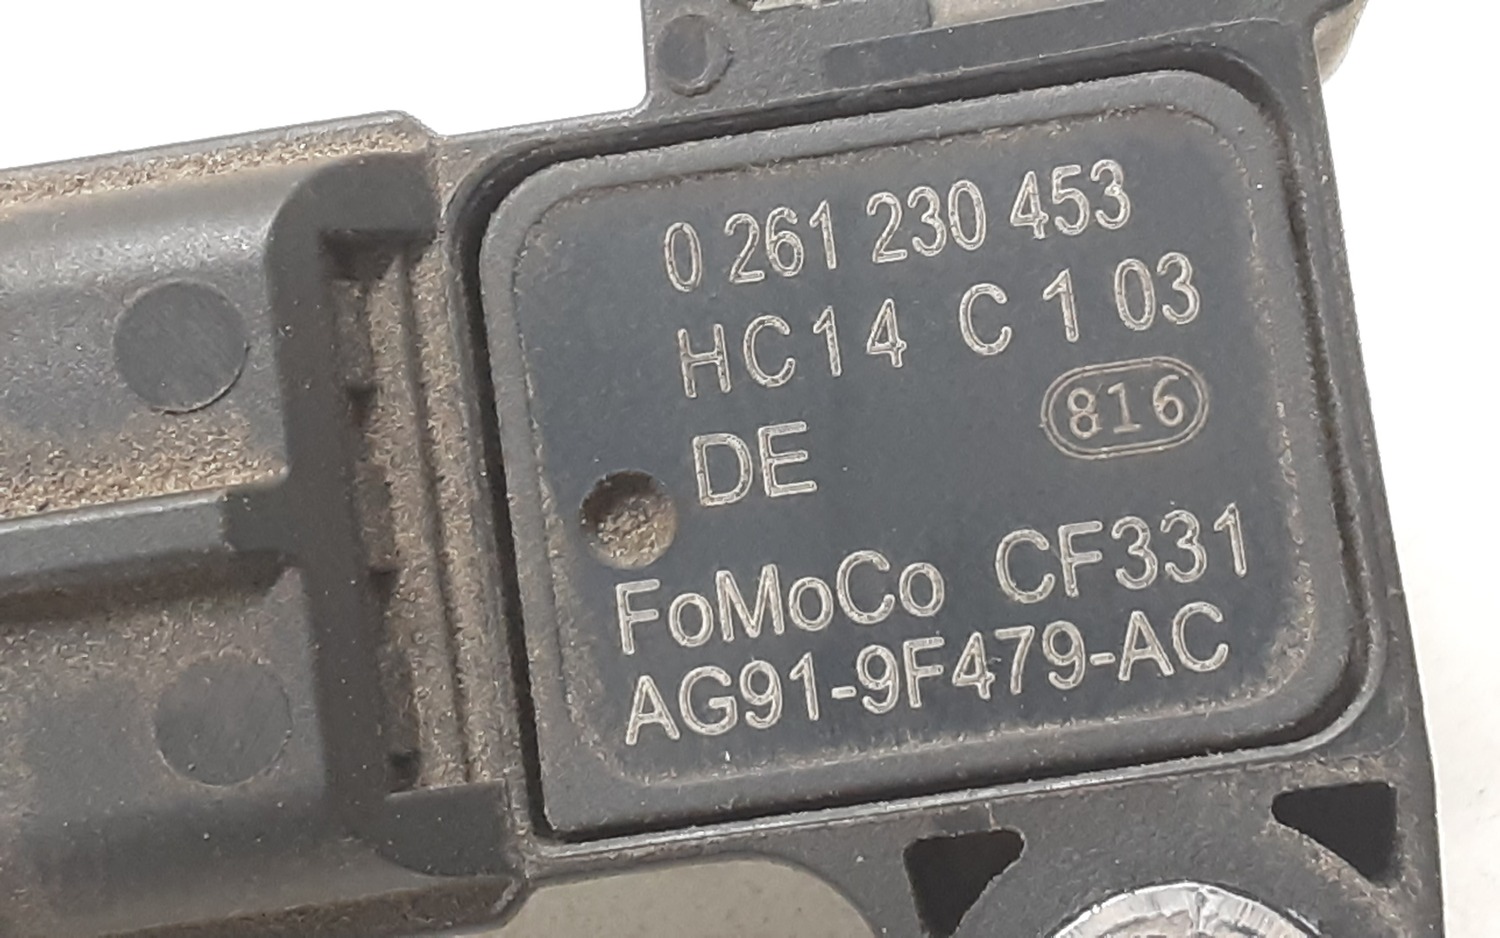 0 261 230 453
HC14 C 1 03
816
DE
FoMoCo CF331
AG91-9F479-AC